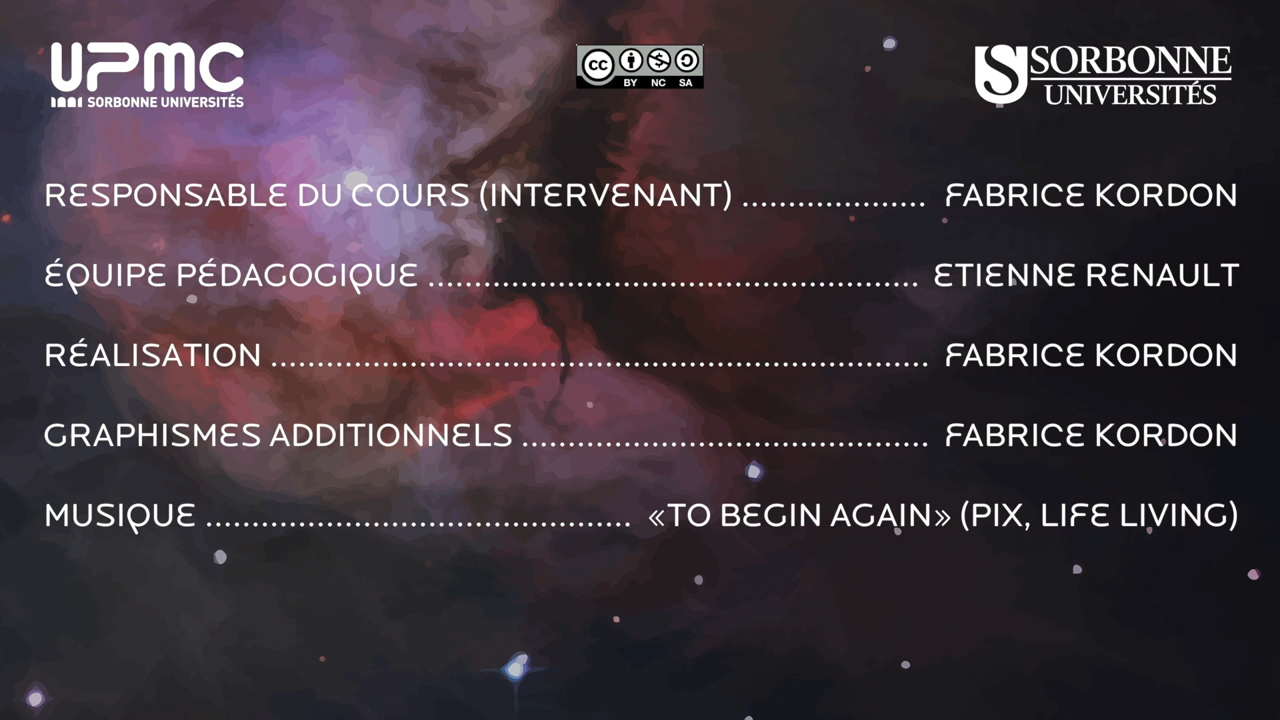 UPMC
SORBONNE UNIVERSITÉS
cc
BY NC SA
SORBONNE
UNIVERSITÉS
RESPONSABLE DU COURS (INTERVENANT) .................... FABRICE KORDON
ÉQUIPE PÉDAGOGIQUE ..................................................... ETIENNE RENAULT
RÉALISATION ....................................................................... FABRICE KORDON
GRAPHISMES ADDITIONNELS ............................................ FABRICE KORDON
MUSIQUE .............................................. «TO BEGIN AGAIN» (PIX, LIFE LIVING)